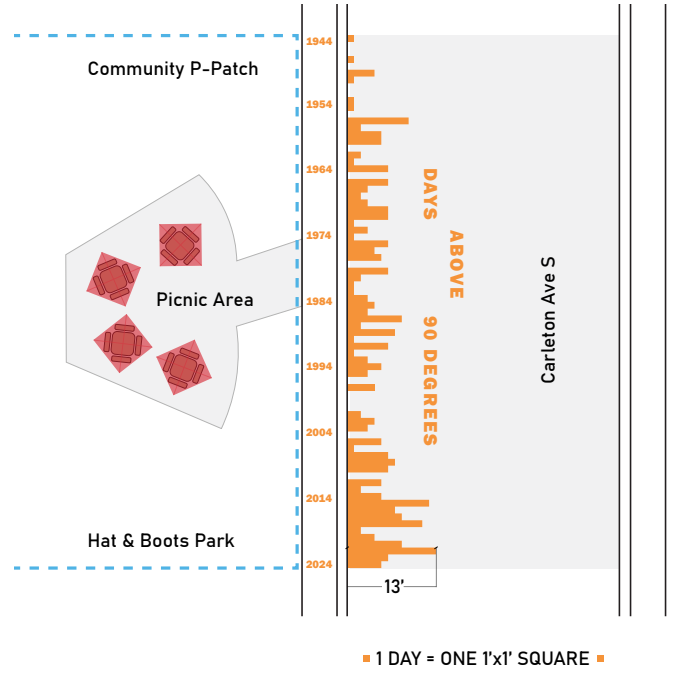 1944
Community P-Patch
1954
1964
DAYS
ABOVE
90 DEGREES
1974
Picnic Area
1984
Carleton Ave S
1994
2004
2014
Hat & Boots Park
2024
13’
1 DAY = ONE 1’x1’ SQUARE